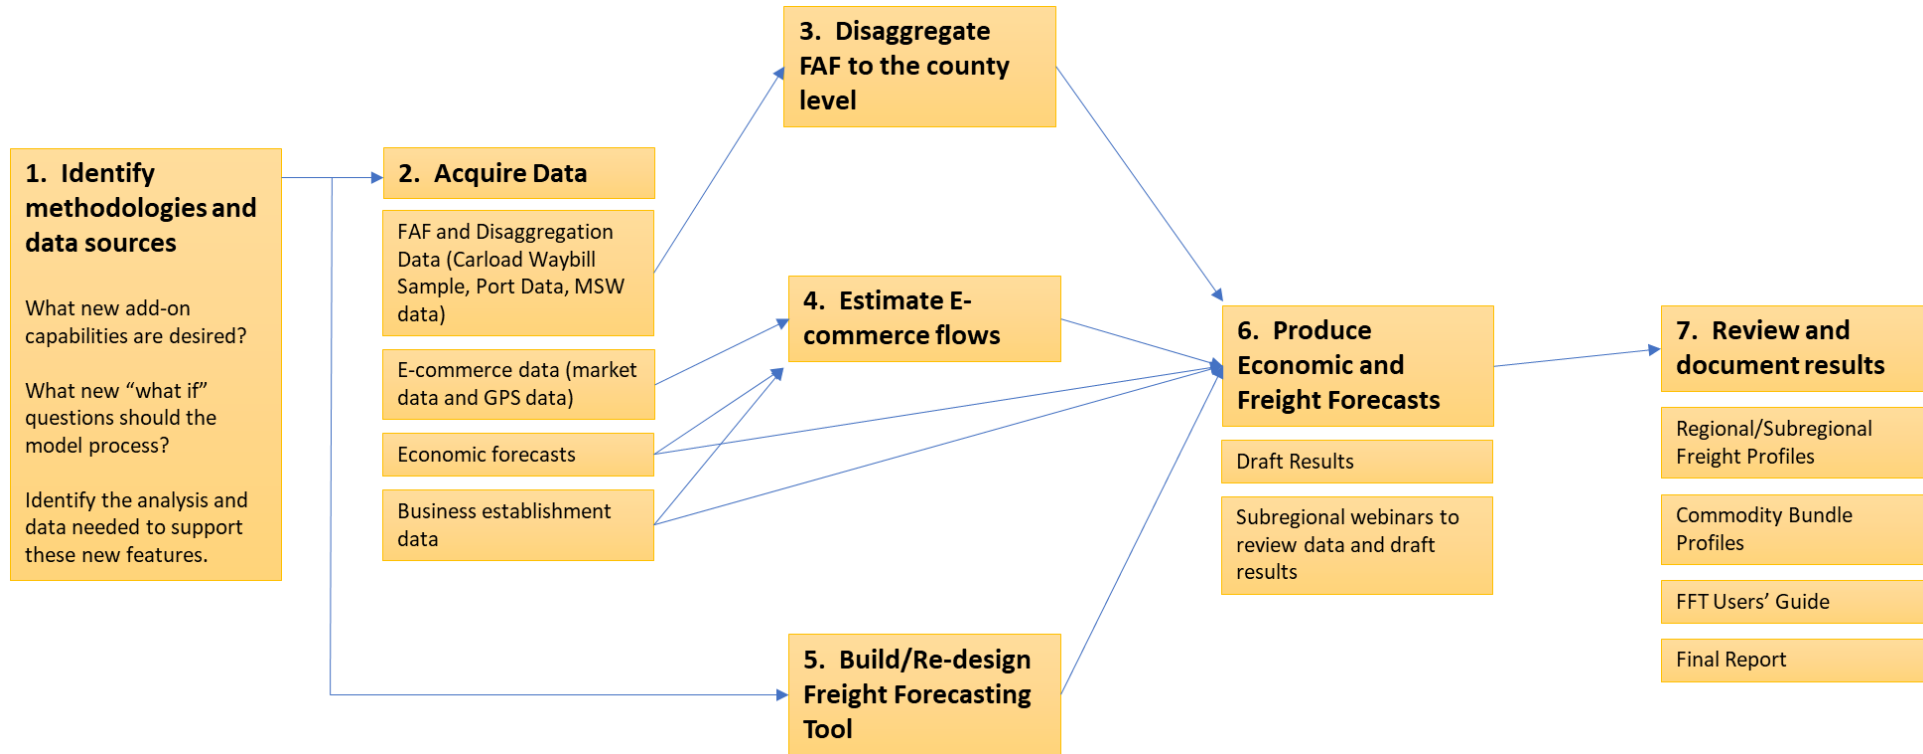 1. Identify
methodologies and
data sources
What new add-on
capabilities are desired?
What new “what if”
questions should the
model process?
Identify the analysis and
data needed to support
these new features.
2. Acquire Data
FAF and Disaggregation
Data (Carload Waybill
Sample, Port Data, MSW
data)
E-commerce data (market
data and GPS data)
Economic forecasts
Business establishment
data
3. Disaggregate
FAF to the county
level
4. Estimate E-
commerce flows
5. Build/Re-design
Freight Forecasting
Tool
6. Produce
Economic and
Freight Forecasts
Draft Results
Subregional webinars to
review data and draft
results
7. Review and
document results
Regional/Subregional
Freight Profiles
Commodity Bundle
Profiles
FFT Users’ Guide
Final Report